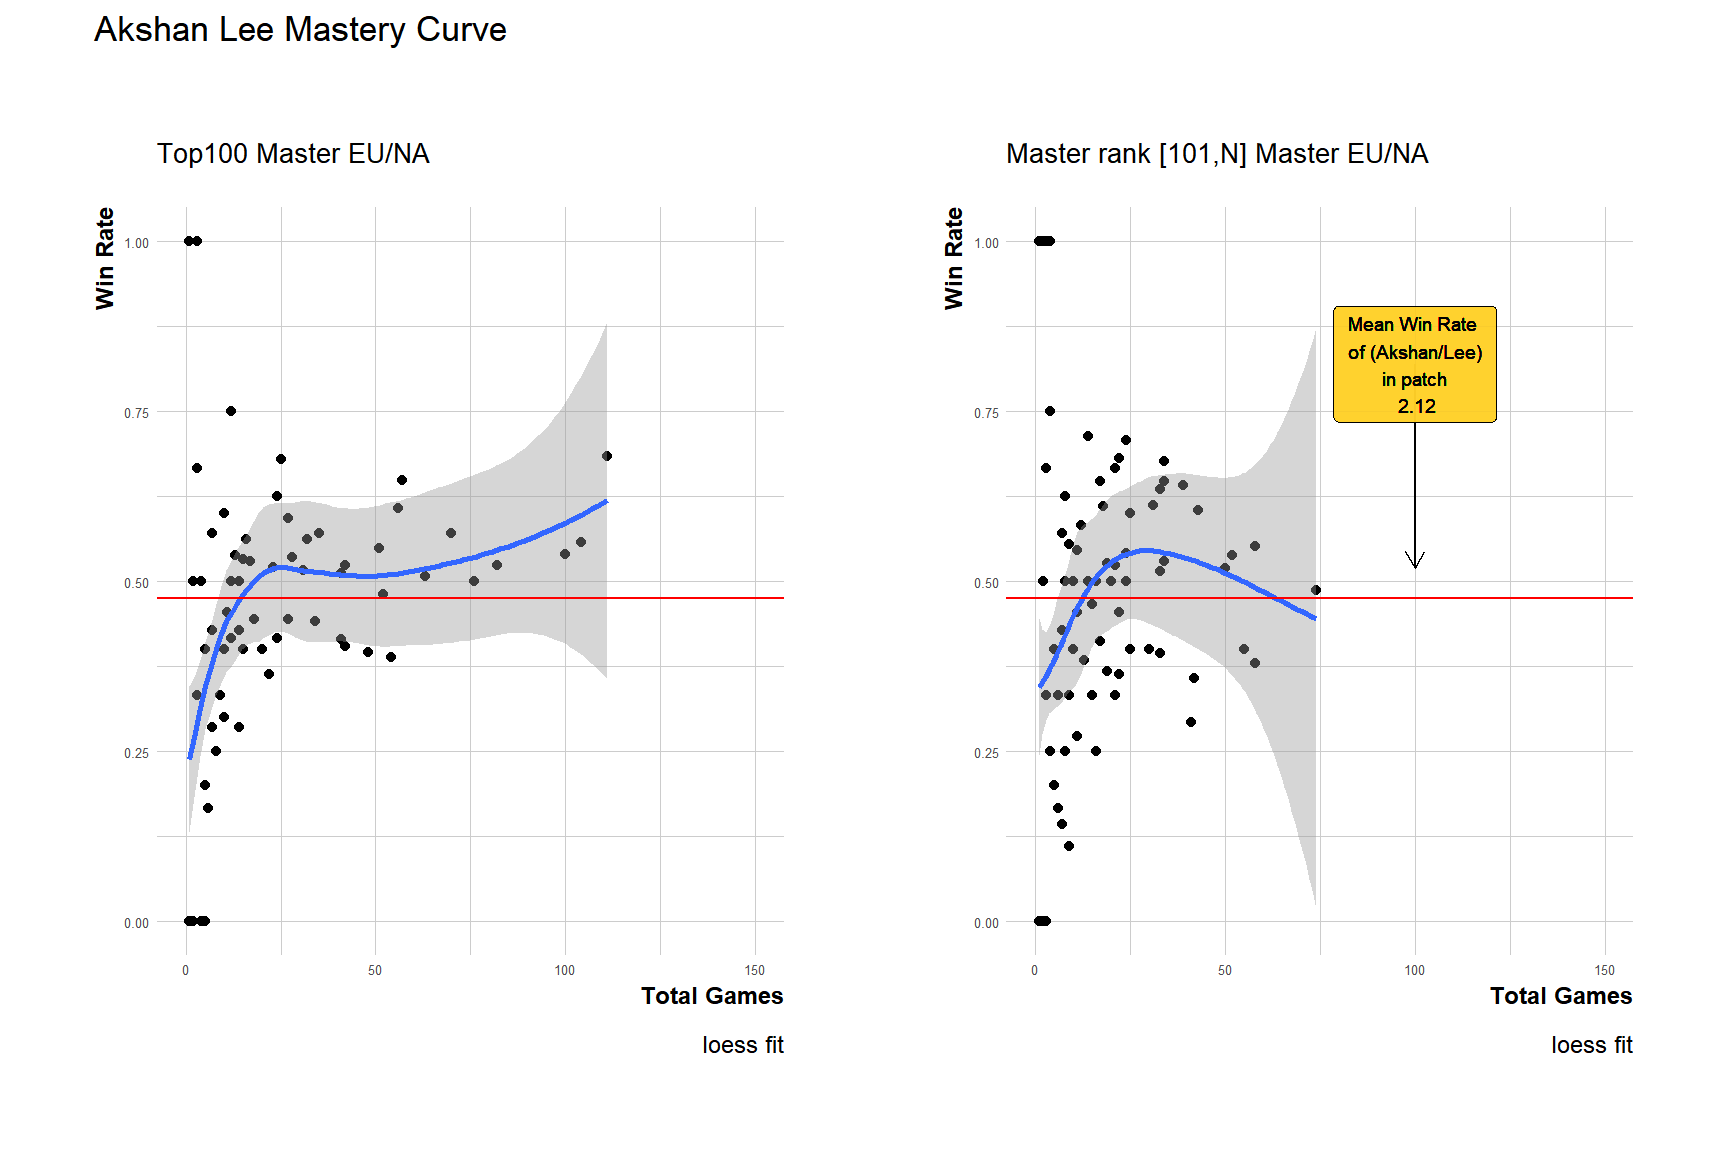 Akshan Lee Mastery Curve
Top100 Master EU/NA
Win Rate
1.00
0.75
0.50
0.25
0.00
0
50
100
150
Total Games
loess fit
Master rank [101,N] Master EU/NA
Win Rate
1.00
0.75
0.50
0.25
0.00
Mean Win Rate
of (Akshan/Lee)
in patch
2.12
0
50
100
150
Total Games
loess fit